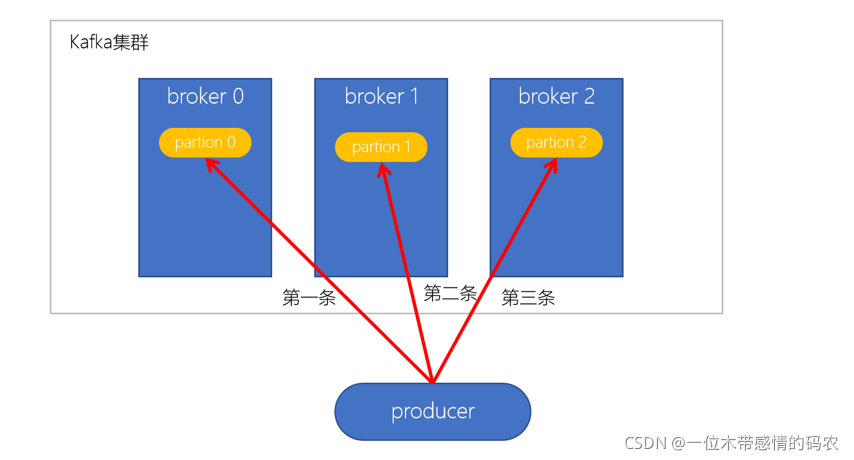 Kafka集群
broker 0
broker 1
broker 2
partion 0
partion 1
partion 2
第一条
第二条
第三条
producer
CSDN @一位木带感情的码农